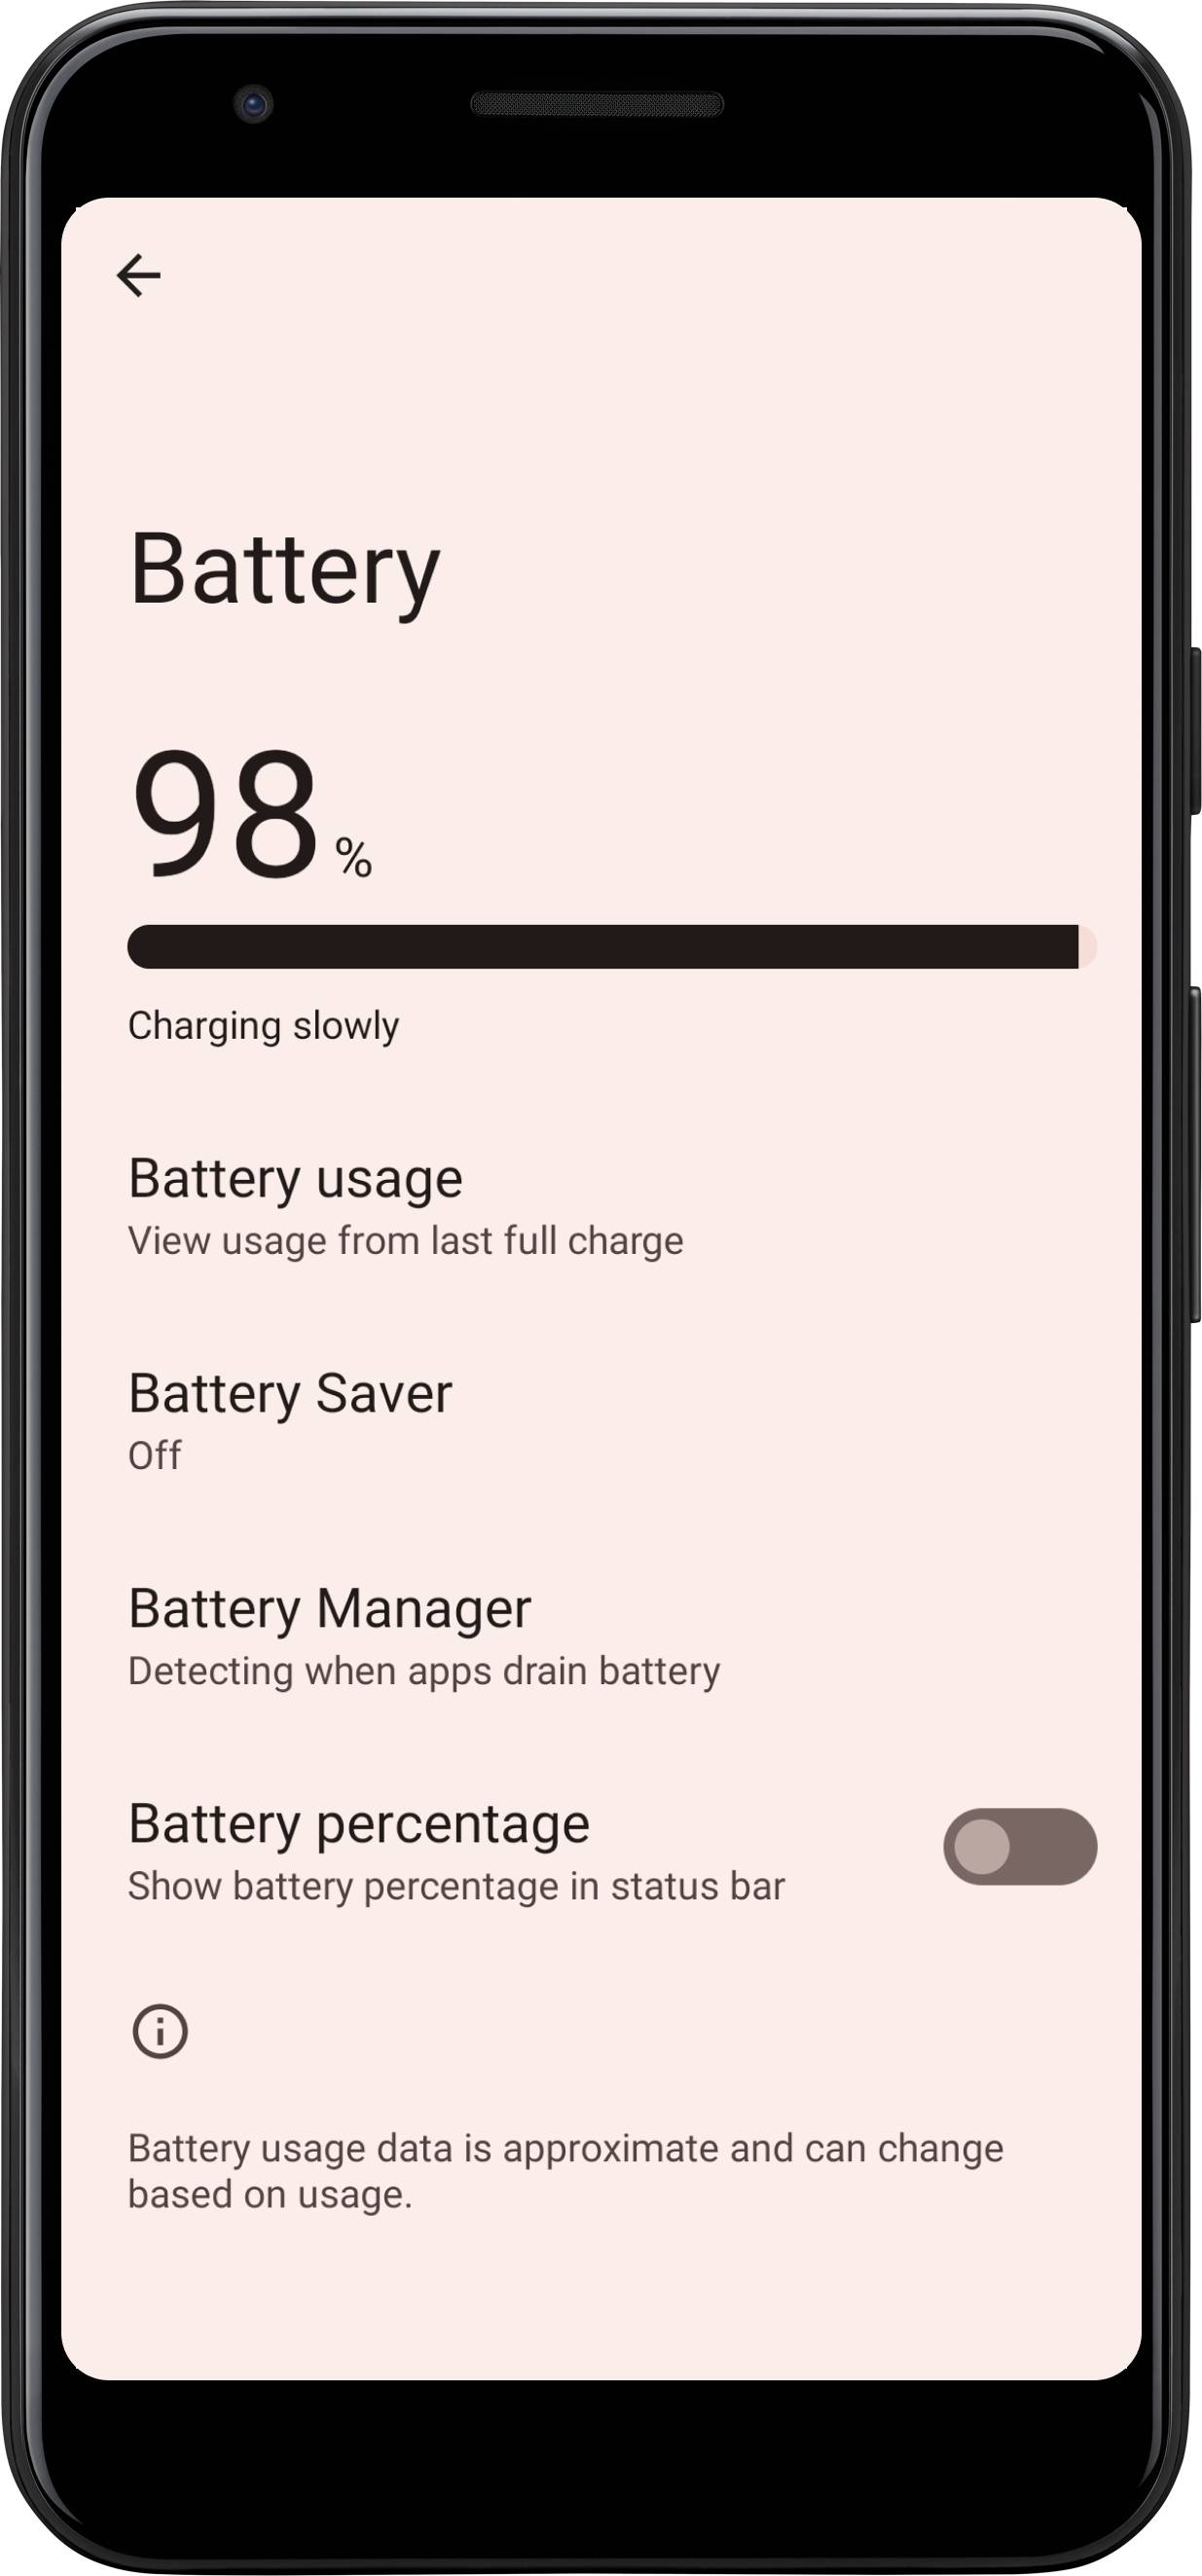 Battery
98 %
Charging slowly
Battery usage
View usage from last full charge
Battery Saver
Off
Battery Manager
Detecting when apps drain battery
Battery percentage
Show battery percentage in status bar
Battery usage data is approximate and can change
based on usage.